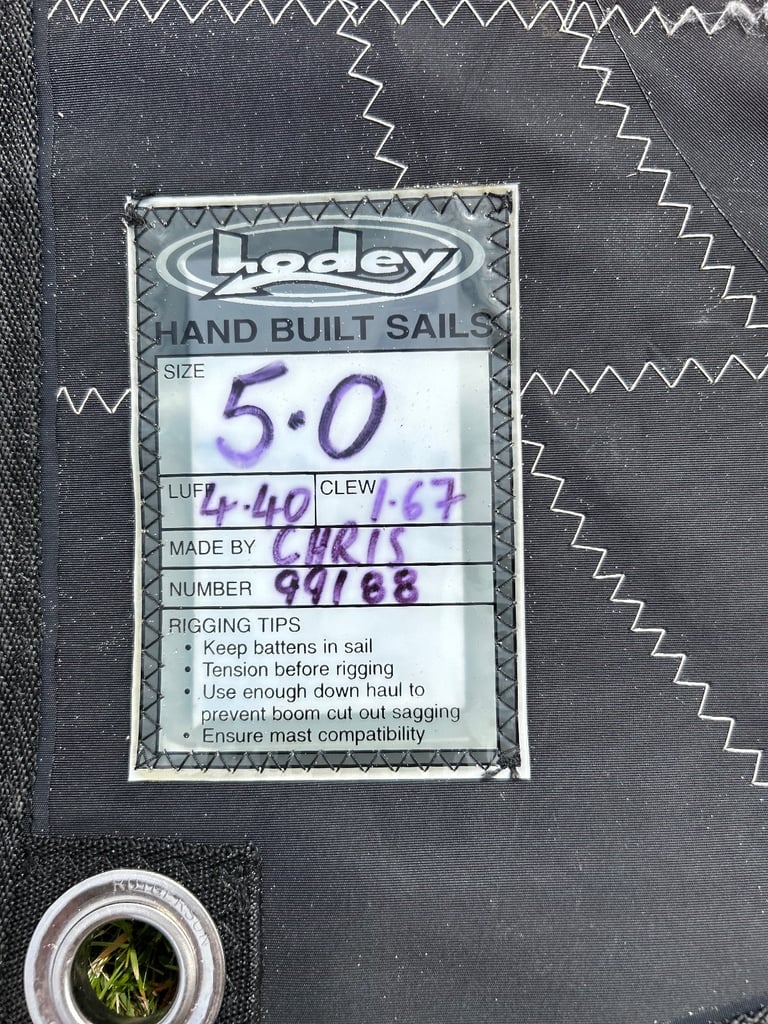 Lodey
HAND BUILT SAILS
SIZE
5.0
LUFF 4.40 CLEW 1.67
MADE BY CHRIS
NUMBER 99188
RIGGING TIPS
• Keep battens in sail
• Tension before rigging
• Use enough down haul to
prevent boom cut out sagging
• Ensure mast compatibility
RUTGERSON